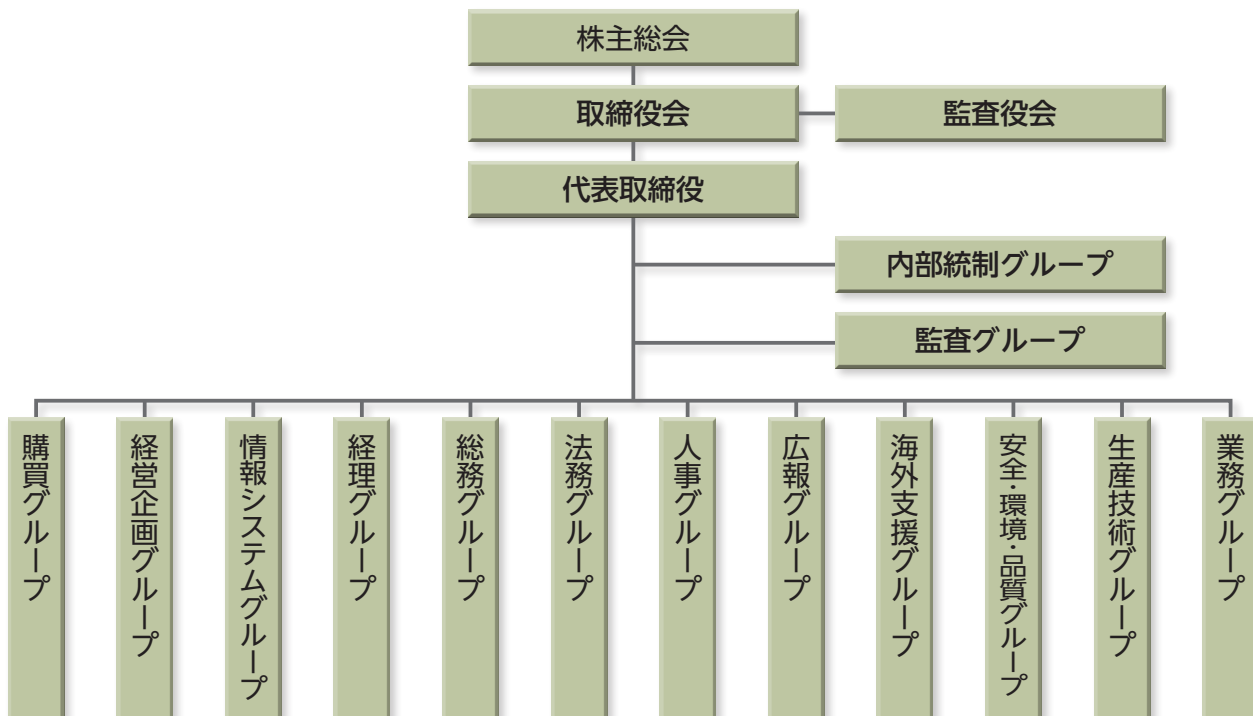 株主総会
取締役会
監査役会
代表取締役
内部統制グループ
監査グループ
購買グループ
経営企画グループ
情報システムグループ
経理グループ
総務グループ
法務グループ
人事グループ
広報グループ
海外支援グループ
安全・環境・品質グループ
生産技術グループ
業務グループ